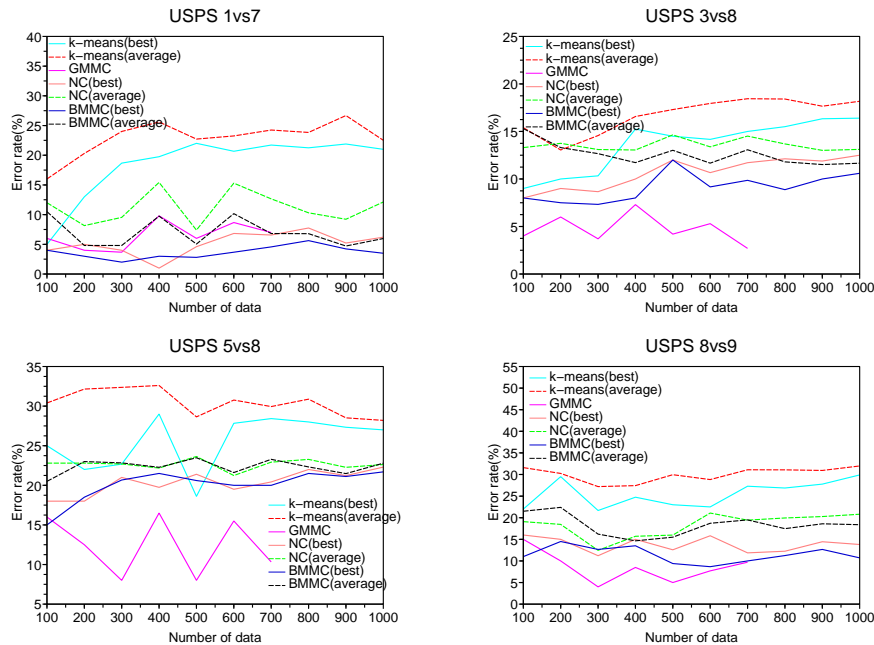 USPS 1vs7
Error rate(%)
40
35
30
25
20
15
10
5
0
k-means(best)
k-means(average)
GMMC
NC(best)
NC(average)
BMMC(best)
BMMC(average)
100 200 300 400 500 600 700 800 900 1000
Number of data
USPS 3vs8
Error rate(%)
25
20
15
10
5
0
k-means(best)
k-means(average)
GMMC
NC(best)
NC(average)
BMMC(best)
BMMC(average)
100 200 300 400 500 600 700 800 900 1000
Number of data
USPS 5vs8
Error rate(%)
35
30
25
20
15
10
5
k-means(best)
k-means(average)
GMMC
NC(best)
NC(average)
BMMC(best)
BMMC(average)
100 200 300 400 500 600 700 800 900 1000
Number of data
USPS 8vs9
Error rate(%)
55
50
45
40
35
30
25
20
15
10
5
0
k-means(best)
k-means(average)
GMMC
NC(best)
NC(average)
BMMC(best)
BMMC(average)
100 200 300 400 500 600 700 800 900 1000
Number of data